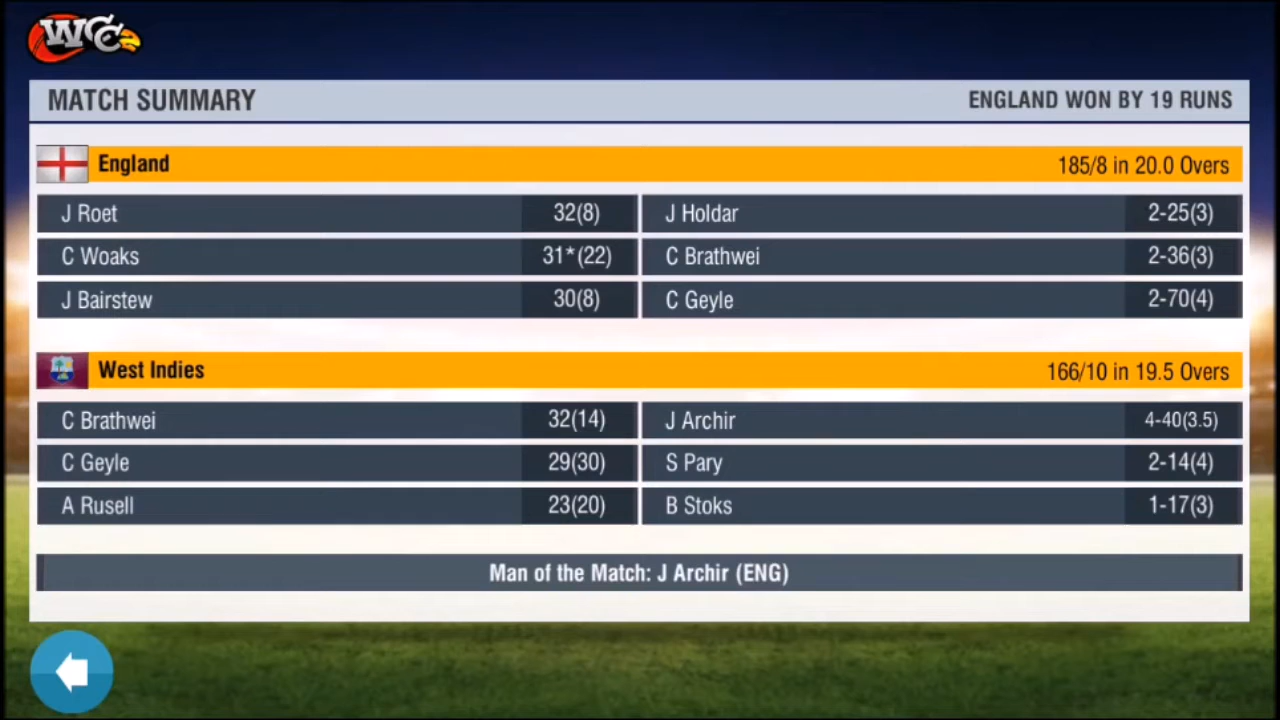 WCC
MATCH SUMMARY ENGLAND WON BY 19 RUNS
England 185/8 in 20.0 Overs
J Roet 32(8) J Holdar 2-25(3)
C Woaks 31*(22) C Brathwei 2-36(3)
J Bairstew 30(8) C Geyle 2-70(4)
West Indies 166/10 in 19.5 Overs
C Brathwei 32(14) J Archir 4-40(3.5)
C Geyle 29(30) S Pary 2-14(4)
A Rusell 23(20) B Stoks 1-17(3)
Man of the Match: J Archir (ENG)